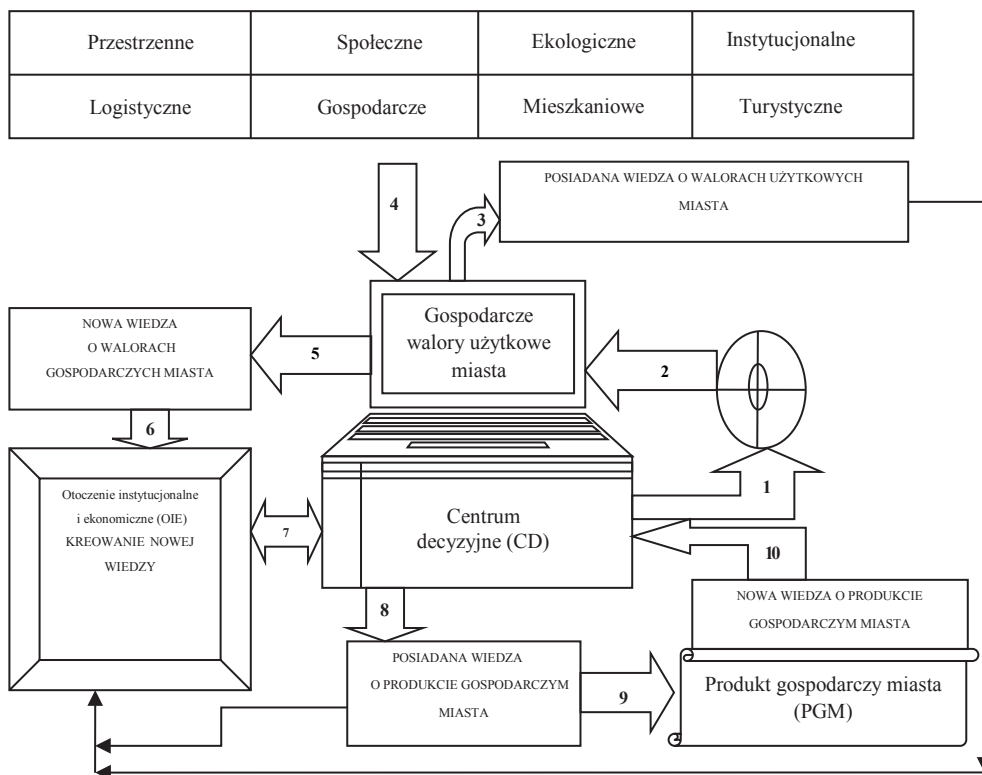 Przestrzenne
Społeczne
Ekologiczne
Instytucjonalne
Logistyczne
Gospodarcze
Mieszkaniowe
Turystyczne
4
3
POSIADANA WIEDZA O WALORACH UŻYTKOWYCH
MIASTA
NOWA WIEDZA
O WALORACH
GOSPODARCZYCH MIASTA
5
Gospodarcze
walory użytkowe
miasta
2
6
1
Otoczenie instytucjonalne
i ekonomiczne (OIE)
KREOWANIE NOWEJ
WIEDZY
7
Centrum
decyzyjne (CD)
10
8
NOWA WIEDZA O PRODUKCIE
GOSPODARCZYM MIASTA
POSIADANA WIEDZA
O PRODUKCIE GOSPODARCZYM
MIASTA
9
Produkt gospodarczy miasta
(PGM)